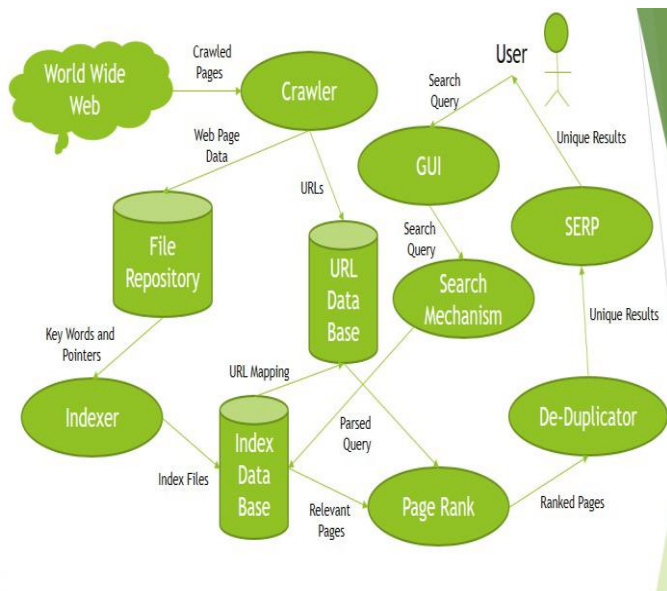 World Wide
Web
Crawled
Pages
Crawler
User
Search
Query
Web Page
Data
URLs
GUI
Unique Results
File
Repository
URL
Data
Base
Search
Query
Search
Mechanism
SERP
Key Words and
Pointers
Unique Results
URL Mapping
Indexer
Index
Data
Base
Parsed
Query
De-Duplicator
Index Files
Relevant
Pages
Page Rank
Ranked Pages